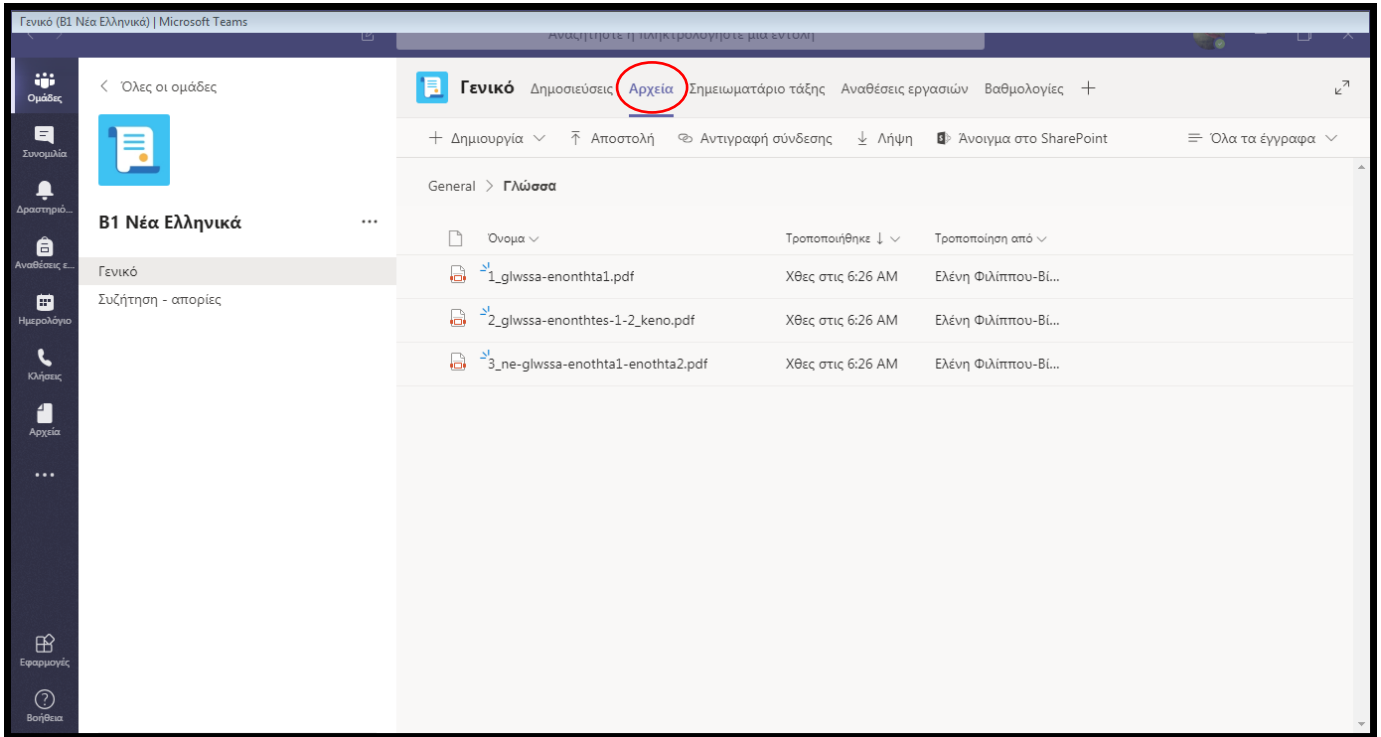 Γενικό (Β1 Νέα Ελληνικά) | Microsoft Teams
Αναζητήστε ή πληκτρολογήστε μια εντολή
Ομάδες
Συνομιλία
Δραστηριό...
Αναθέσεις ε...
Ημερολόγιο
Κλήσεις
Αρχεία
Εφαρμογές
Βοήθεια
Όλες οι ομάδες
Β1 Νέα Ελληνικά
Γενικό
Συζήτηση - απορίες
Γενικό Δημοσιεύσεις Αρχεία Σημειωματάριο τάξης Αναθέσεις εργασιών Βαθμολογίες
Δημιουργία Αποστολή Αντιγραφή σύνδεσης Λήψη Άνοιγμα στο SharePoint Όλα τα έγγραφα
General > Γλώσσα
Όνομα Τροποποιήθηκε Τροποποίηση από
1_glwssa-enonthta1.pdf Χθες στις 6:26 AM Ελένη Φιλίππου-Βί...
2_glwssa-enonthtes-1-2_keno.pdf Χθες στις 6:26 AM Ελένη Φιλίππου-Βί...
3_ne-glwssa-enothta1-enothta2.pdf Χθες στις 6:26 AM Ελένη Φιλίππου-Βί...